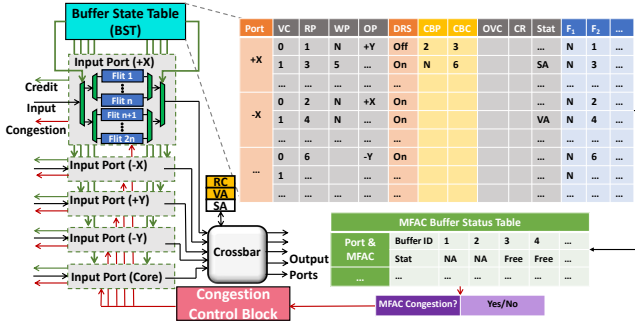 Buffer State Table
(BST)
Input Port (+X)
Flit 1
Flit n
Flit n+1
Flit 2n
Credit
Input
Congestion
Input Port (-X)
Input Port (+Y)
Input Port (-Y)
Input Port (Core)
RC
VA
SA
Crossbar
Output
Ports
Congestion
Control Block
Port VC RP WP OP DRS CBP CBC OVC CR Stat F1 F2 ...
+X 0 1 N +Y Off 2 3 ... N 1 ...
1 3 5 ... On N 6 SA N 3 ...
... ... ... On ... ... ... ...
-X 0 2 N +X On ... N 2 ...
1 4 N ... On VA N 4 ...
... ... ... ... ... ... ... ...
... 0 6 -Y On ... N 6 ...
1 ... N ... ...
... ... ... ... ... ... ... ... ...
MFAC Buffer Status Table
Port &
MFAC
Buffer ID 1 2 3 4 ...
Stat NA NA Free Free ...
... ... ...
MFAC Congestion? Yes/No